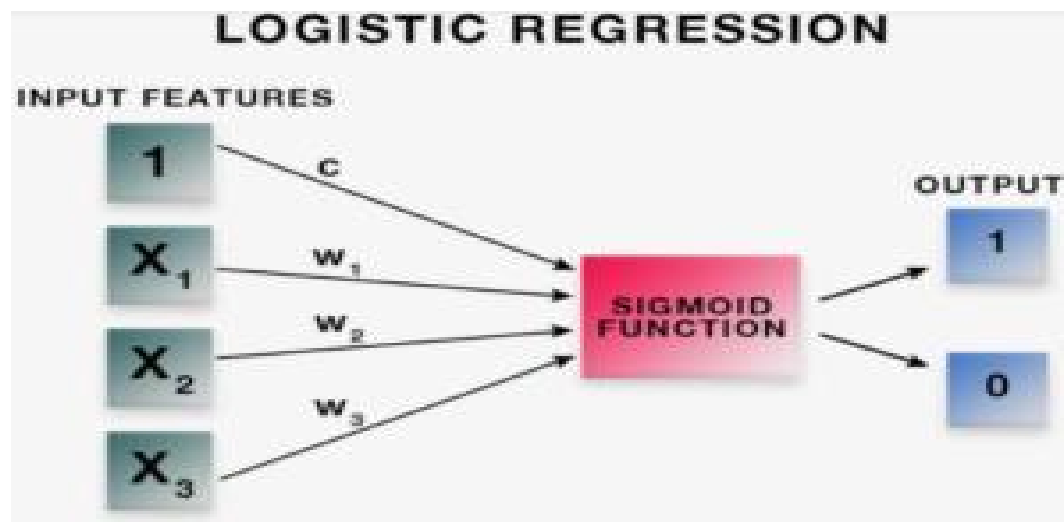 LOGISTIC REGRESSION
INPUT FEATURES
1
C
X1
W1
X2
W2
X3
W3
SIGMOID
FUNCTION
OUTPUT
1
0